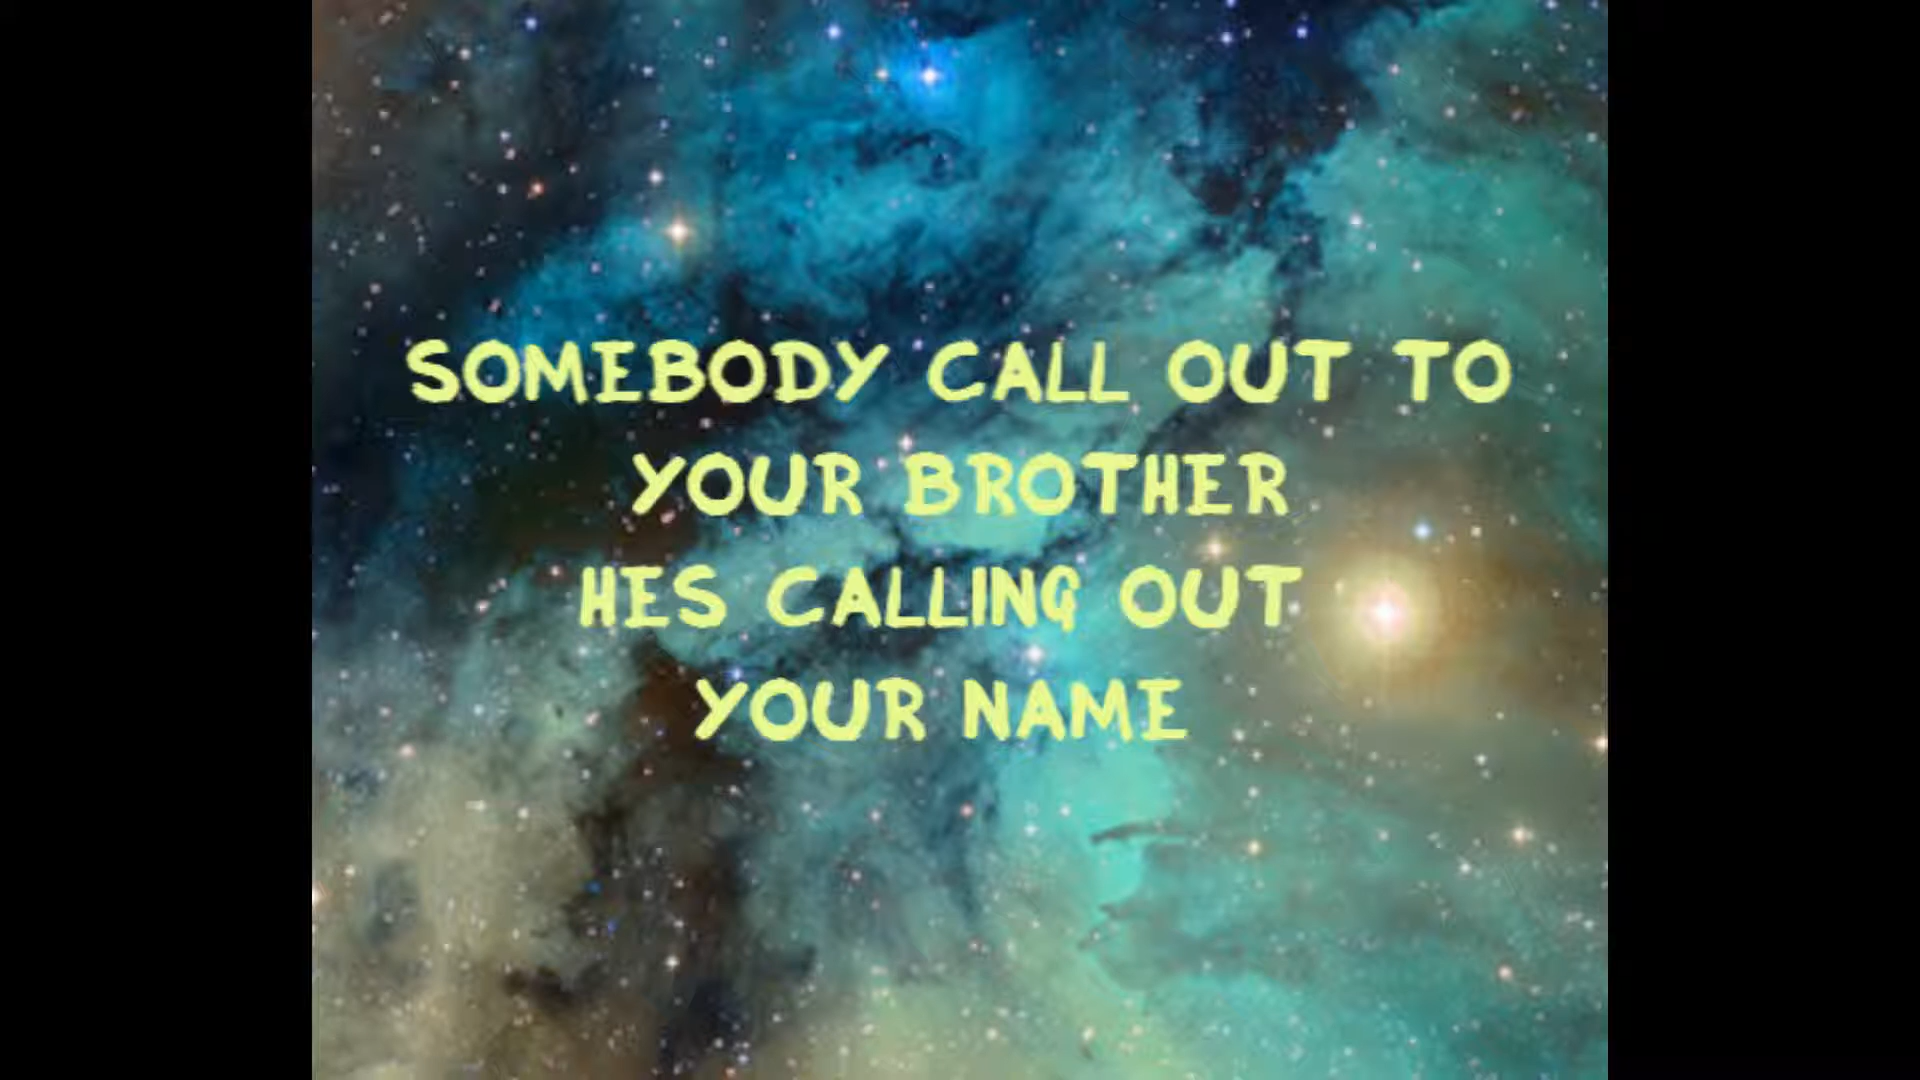 SOMEBODY CALL OUT TO
YOUR BROTHER
HES CALLING OUT
YOUR NAME